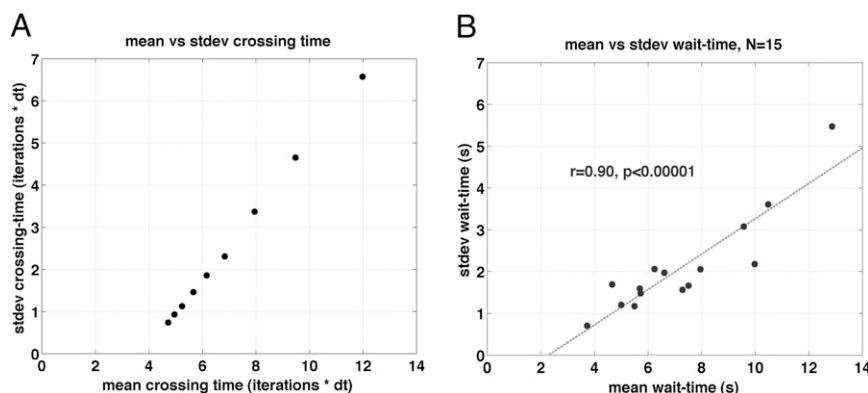 A
mean vs stdev crossing time
stdev crossing-time (iterations * dt)
7
6
5
4
3
2
1
0
0 2 4 6 8 10 12 14
mean crossing time (iterations * dt)
B
mean vs stdev wait-time, N=15
stdev wait-time (s)
7
6
5
4
3
2
1
0
r=0.90, p<0.00001
0 2 4 6 8 10 12 14
mean wait-time (s)